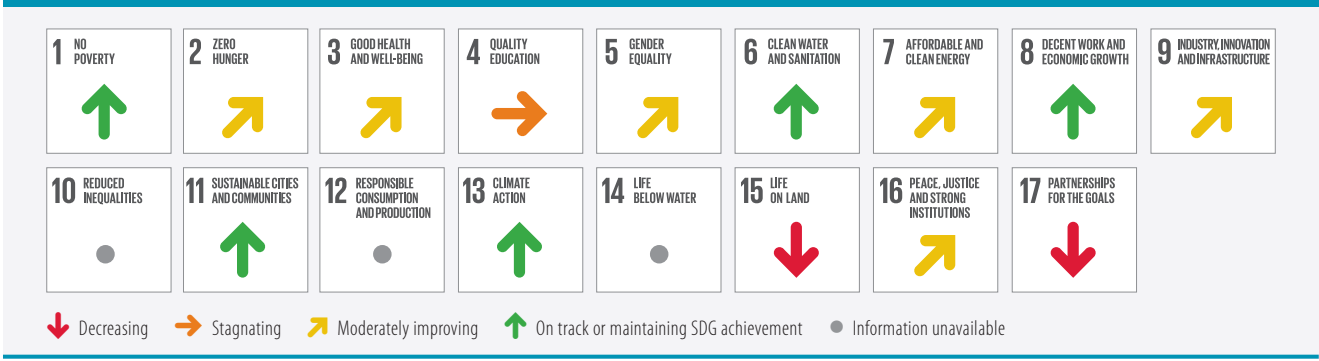 1 NO
POVERTY
2 ZERO
HUNGER
3 GOOD HEALTH
AND WELL-BEING
4 QUALITY
EDUCATION
5 GENDER
EQUALITY
6 CLEAN WATER
AND SANITATION
7 AFFORDABLE AND
CLEAN ENERGY
8 DECENT WORK AND
ECONOMIC GROWTH
9 INDUSTRY, INNOVATION
AND INFRASTRUCTURE
10 REDUCED
INEQUALITIES
11 SUSTAINABLE CITIES
AND COMMUNITIES
12 RESPONSIBLE
CONSUMPTION
AND PRODUCTION
13 CLIMATE
ACTION
14 LIFE
BELOW WATER
15 LIFE
ON LAND
16 PEACE, JUSTICE
AND STRONG
INSTITUTIONS
17 PARTNERSHIPS
FOR THE GOALS
Decreasing Stagnating Moderately improving On track or maintaining SDG achievement Information unavailable